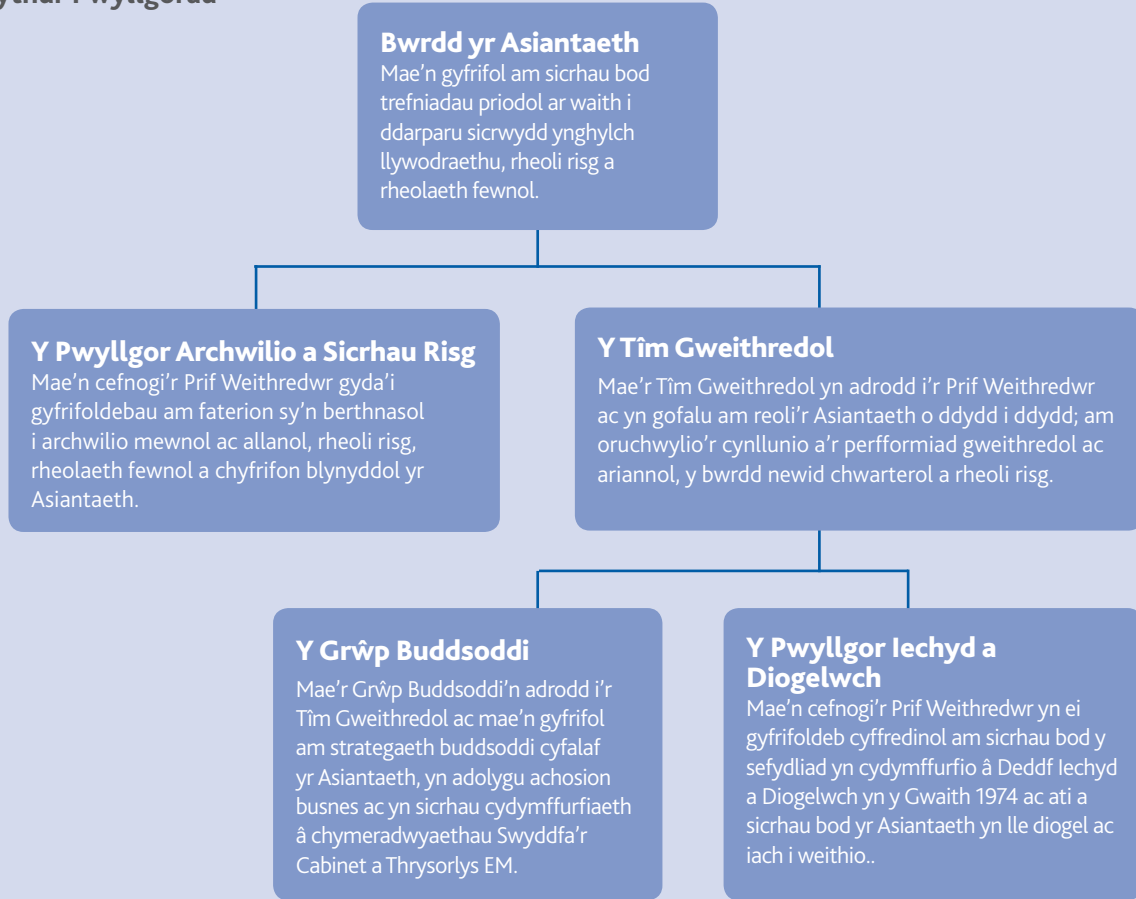 Pwyllgorau
Bwrdd yr Asiantaeth
Mae'n gyfrifol am sicrhau bod
trefniadau priodol ar waith i
ddarparu sicrwydd ynghylch
llywodraethu, rheoli risg a
rheolaeth fewnol.
Y Pwyllgor Archwilio a Sicrhau Risg
Mae'n cefnogi'r Prif Weithredwr gyda'i
gyfrifoldebau am faterion sy'n berthnasol
i archwilio mewnol ac allanol, rheoli risg,
rheolaeth fewnol a chyfrifon blynyddol yr
Asiantaeth.
Y Tîm Gweithredol
Mae'r Tîm Gweithredol yn adrodd i'r Prif Weithredwr
ac yn gofalu am reoli'r Asiantaeth o ddydd i ddydd; am
oruchwylio'r cynllunio a'r perfformiad gweithredol ac
ariannol, y bwrdd newid chwarterol a rheoli risg.
Y Grŵp Buddsoddi
Mae'r Grŵp Buddsoddi'n adrodd i'r
Tîm Gweithredol ac mae'n gyfrifol
am strategaeth buddsoddi cyfalaf
yr Asiantaeth, yn adolygu achosion
busnes ac yn sicrhau cydymffurfiaeth
â chymeradwyaethau Swyddfa'r
Cabinet a Thrysorlys EM.
Y Pwyllgor Iechyd a
Diogelwch
Mae'n cefnogi'r Prif Weithredwr yn ei
gyfrifoldeb cyffredinol am sicrhau bod y
sefydliad yn cydymffurfio â Deddf Iechyd
a Diogelwch yn y Gwaith 1974 ac ati a
sicrhau bod yr Asiantaeth yn lle diogel ac
iach i weithio..